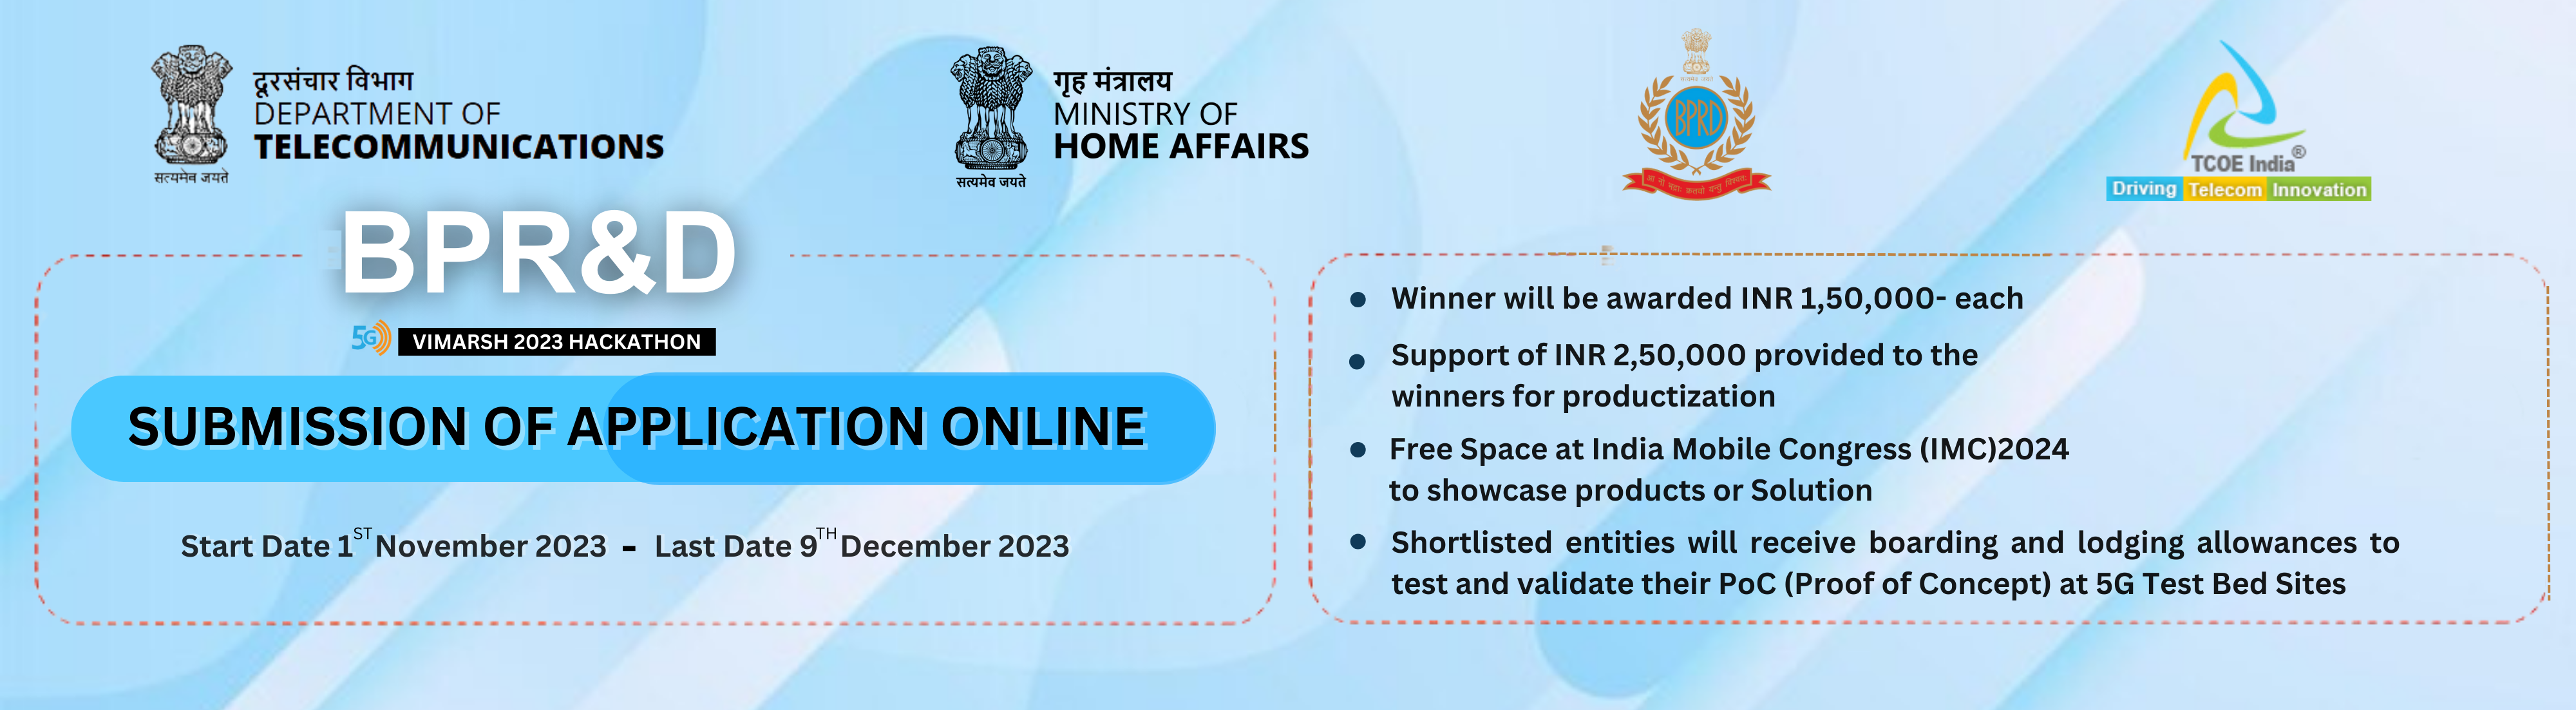 दूरसंचार विभाग
DEPARTMENT OF
TELECOMMUNICATIONS
सत्यमेव जयते
गृह मंत्रालय
MINISTRY OF
HOME AFFAIRS
सत्यमेव जयते
BPRD
TCOE India®
Driving Telecom Innovation
BPR&D
5G VIMARSH 2023 HACKATHON
SUBMISSION OF APPLICATION ONLINE
Start Date 1ST November 2023 - Last Date 9TH December 2023
• Winner will be awarded INR 1,50,000- each
• Support of INR 2,50,000 provided to the
winners for productization
• Free Space at India Mobile Congress (IMC)2024
to showcase products or Solution
• Shortlisted entities will receive boarding and lodging allowances to
test and validate their PoC (Proof of Concept) at 5G Test Bed Sites